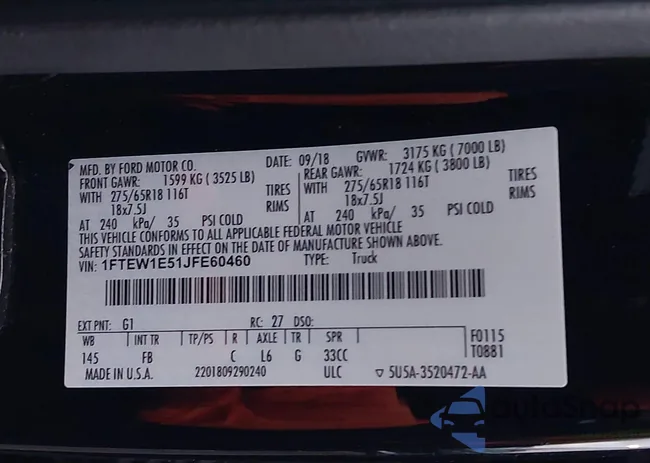 MFD. BY FORD MOTOR CO. DATE: 09/18 GVWR: 3175 KG ( 7000 LB)
FRONT GAWR: 1599 KG ( 3525 LB) REAR GAWR: 1724 KG ( 3800 LB)
WITH 275/65R18 116T TIRES WITH 275/65R18 116T TIRES
18x7.5J RIMS 18x7.5J RIMS
AT 240 kPa/ 35 PSI COLD AT 240 kPa/ 35 PSI COLD
THIS VEHICLE CONFORMS TO ALL APPLICABLE FEDERAL MOTOR VEHICLE
SAFETY STANDARDS IN EFFECT ON THE DATE OF MANUFACTURE SHOWN ABOVE.
VIN: 1FTEW1E51JFE60460 TYPE: Truck
EXT PNT: G1 RC: 27 DSO: F0115
WB INT TR TP/PS R AXLE TR SPR T0881
145 FB C L6 G 33CC
MADE IN U.S.A. 2201809290240 ULC ▽ 5U5A-3520472-AA
autoSnap